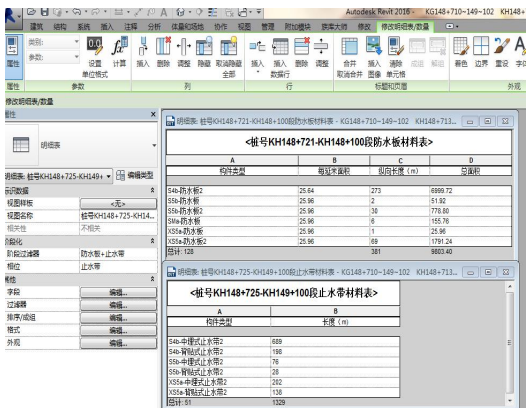 Autodesk Revit 2016 - KG148+710~149~102 KH148+
建筑 结构 系统 插入 注释 分析 体量和场地 协作 视图 管理 附加模块 族库大师 修改 修改明细表/数量
属性 类别: 参数: 设置 单位格式 计算 插入 删除 调整 隐藏 取消隐藏 全部 插入 插入 数据行 删除 调整 合并 取消合并 插入 图像 清除 单元格 成组 解组 着色 边界 重设
属性 参数 列 行 标题和页眉 外观
修改明细表/数量
属性
明细表
明细表: 桩号KH148+725-KH149+ 编辑类型
标识数据
视图样板 <无>
视图名称 桩号KH148+725-KH14...
相关性 不相关
阶段化
阶段过滤器 防水板+止水带
相位 止水带
其他
字段 编辑...
过滤器 编辑...
排序/成组 编辑...
格式 编辑...
外观 编辑...
明细表: 桩号KH148+721-KH148+100段防水板材料表 - KG148+710~149~102 KH148+713...
<桩号KH148+721-KH148+100段防水板材料表>
A B C D
构件类型 每延米面积 纵向长度（m） 总面积
S4b-防水板2 25.64 273 6999.72
S5b-防水板2 25.96 2 51.92
S5b-防水板2 25.96 30 778.80
SMa-防水板2 25.96 6 155.76
XS5a-防水板2 25.96 1 25.96
XS5a-防水板2 25.96 69 1791.24
总计: 128 381 9803.40
明细表: 桩号KH148+725-KH149+100段止水带材料表 - KG148+710~149~102 KH148+713...
<桩号KH148+725-KH149+100段止水带材料表>
A B
构件类型 长度（m）
S4b-中埋式止水带2 689
S4b-背贴式止水带2 198
S5b-中埋式止水带2 76
S5b-背贴式止水带2 28
XS5a-中埋式止水带2 202
XS5a-背贴式止水带2 138
总计: 51 1329